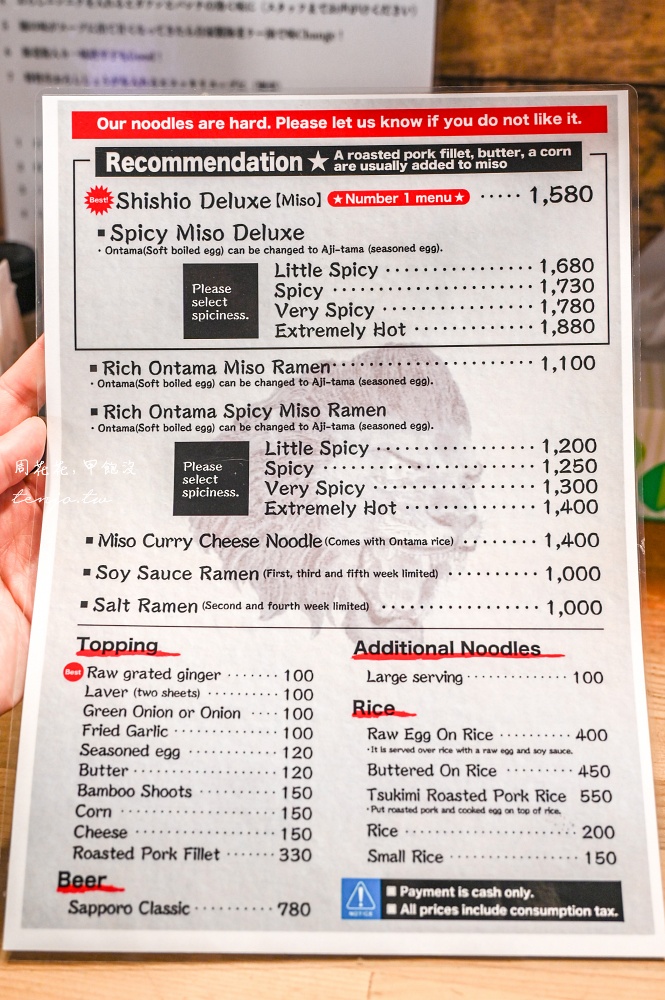 Our noodles are hard. Please let us know if you do not like it.
Recommendation ★ A roasted pork fillet, butter, a corn
are usually added to miso
Best! Shishio Deluxe【Miso】 ★Number 1 menu★ ····· 1,580
■ Spicy Miso Deluxe
・Ontama(Soft boiled egg) can be changed to Aji-tama (seasoned egg).
Please
select
spiciness.
Little Spicy ················ 1,680
Spicy ····················· 1,730
Very Spicy ················ 1,780
Extremely Hot ············ 1,880
■ Rich Ontama Miso Ramen ···················· 1,100
・Ontama(Soft boiled egg) can be changed to Aji-tama (seasoned egg).
■ Rich Ontama Spicy Miso Ramen
・Ontama(Soft boiled egg) can be changed to Aji-tama (seasoned egg).
Please
select
spiciness.
Little Spicy ················ 1,200
Spicy ····················· 1,250
Very Spicy ················ 1,300
Extremely Hot ············· 1,400
■ Miso Curry Cheese Noodle (Comes with Ontama rice) ········ 1,400
■ Soy Sauce Ramen (First, third and fifth week limited) ········· 1,000
■ Salt Ramen (Second and fourth week limited) ················ 1,000
Topping
Best Raw grated ginger ······· 100
Laver (two sheets) ·········· 100
Green Onion or Onion ···· 100
Fried Garlic ············· 100
Seasoned egg ············ 120
Butter ·················· 120
Bamboo Shoots ·········· 150
Corn ···················· 150
Cheese ·················· 150
Roasted Pork Fillet ······ 330
Beer
Sapporo Classic ·········· 780
Additional Noodles
Large serving ············· 100
Rice
Raw Egg On Rice ·········· 400
・It is served over rice with a raw egg and soy sauce.
Buttered On Rice ········· 450
Tsukimi Roasted Pork Rice 550
・Put roasted pork and cooked egg on top of rice.
Rice ····················· 200
Small Rice ················ 150
NOTICE
■ Payment is cash only.
■ All prices include consumption tax.
周花花,甲飽沒
tenjo.tw